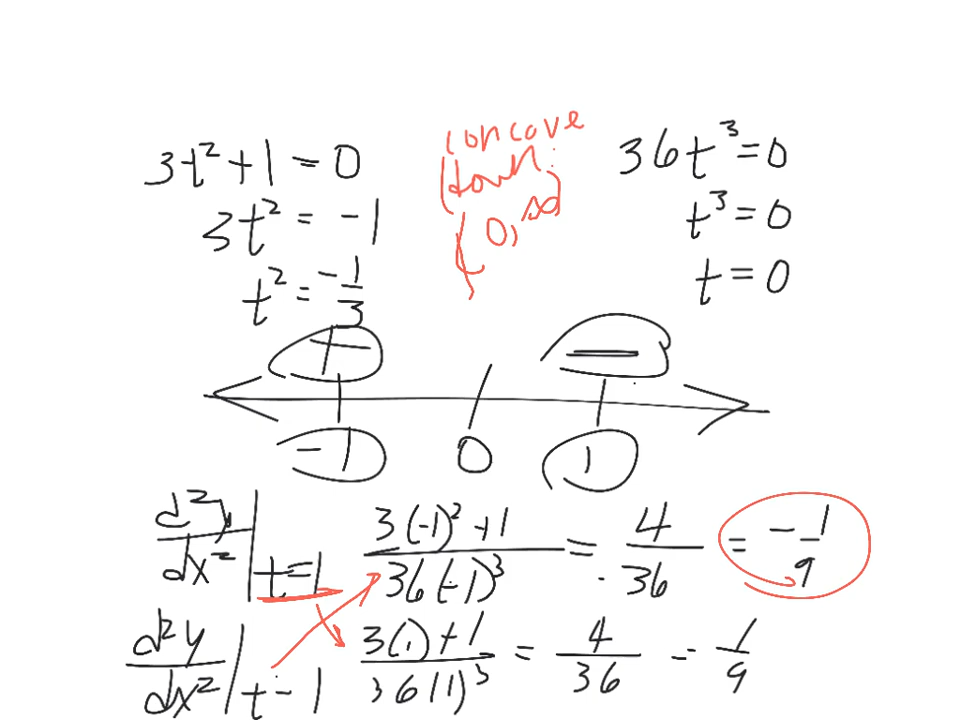 3t² + 1 = 0
3t² = -1
t² = -1/3
concave
down
(0, ∞)
36t³ = 0
t³ = 0
t = 0
+ −
-1 0 1
d²y/dx² | t=1 3(-1)² + 1 / 36(-1)³ = 4 / -36 = -1/9
d²y/dx² | t-1 3(1) + 1 / 36(1)³ = 4/36 - 1/9